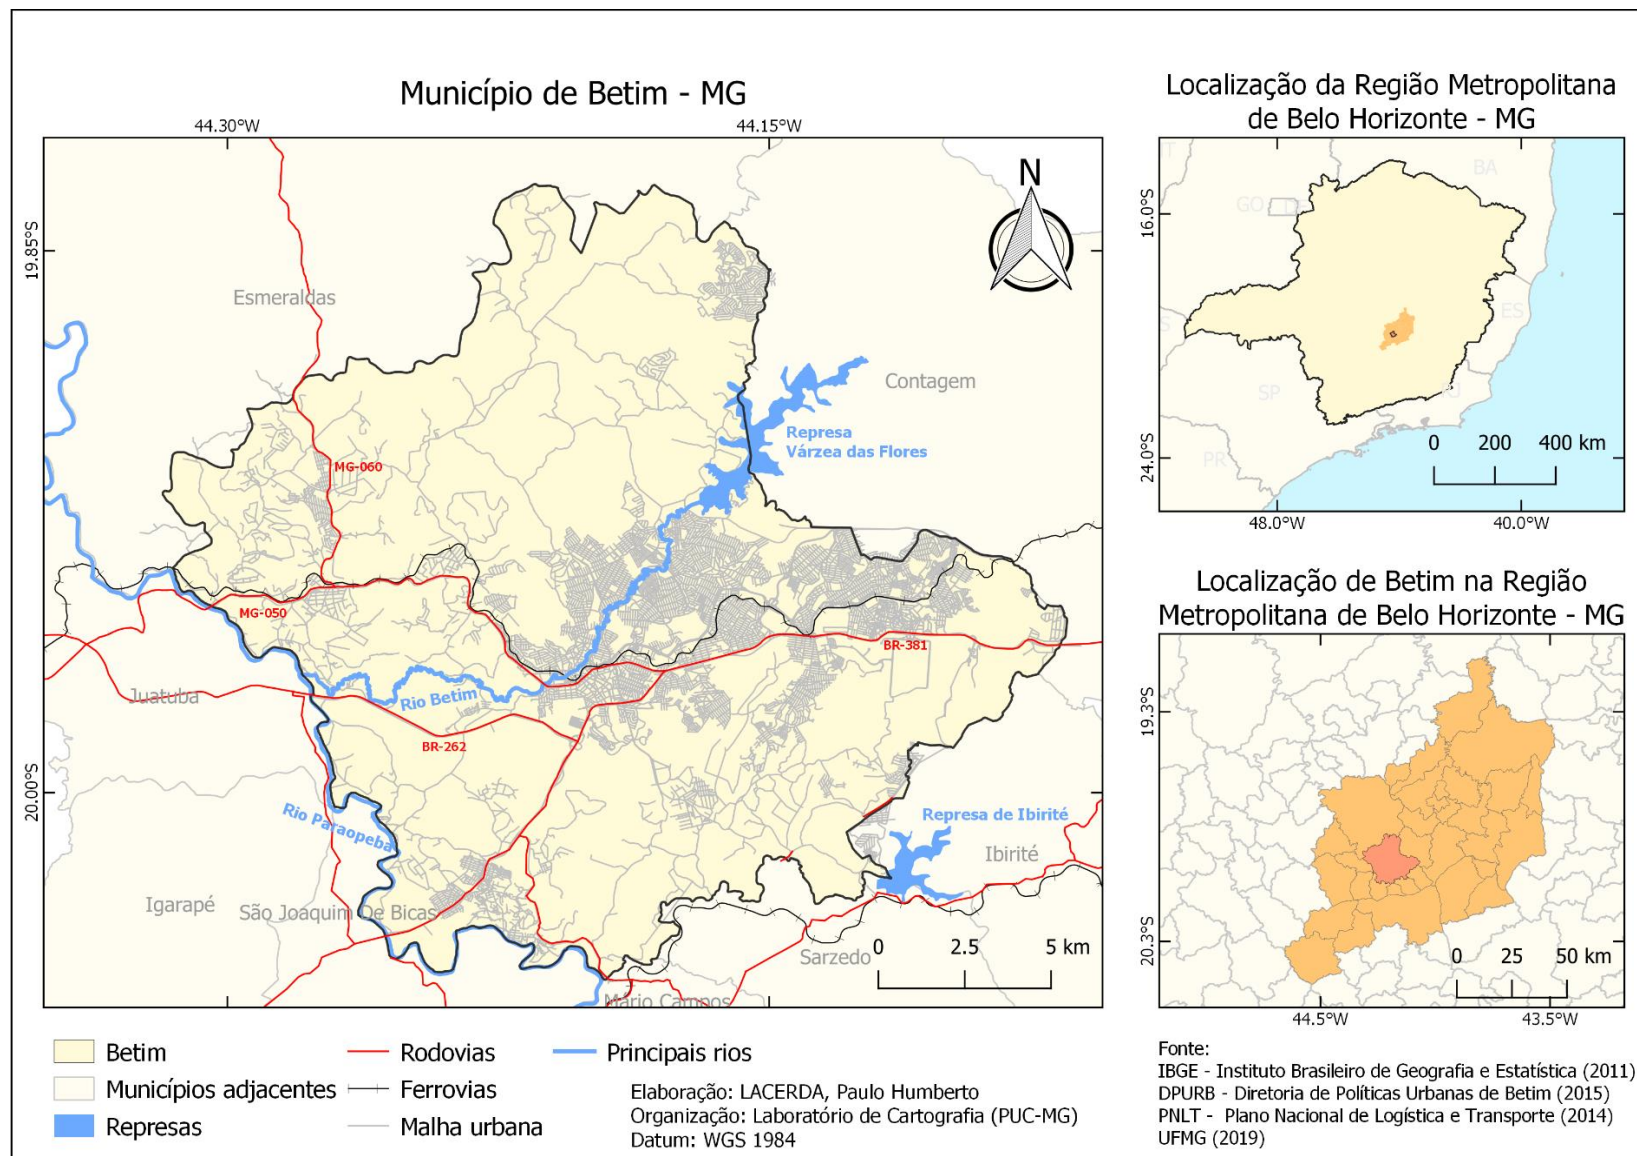 Município de Betim - MG
44.30°W
44.15°W
19.85°S
20.00°S
N
Esmeraldas
Contagem
Represa
Várzea das Flores
MG-060
MG-050
BR-381
Juatuba
Rio Betim
BR-262
Rio Paraopeba
Represa de Ibirité
Ibirité
Igarapé
São Joaquim De Bicas
Sarzedo
Mário Campos
0 2.5 5 km
Localização da Região Metropolitana
de Belo Horizonte - MG
16.0°S
24.0°S
48.0°W
40.0°W
BA
GO
ES
SP
RJ
PR
0 200 400 km
Localização de Betim na Região
Metropolitana de Belo Horizonte - MG
19.3°S
20.3°S
44.5°W
43.5°W
0 25 50 km
Betim
Municípios adjacentes
Represas
Rodovias
Ferrovias
Malha urbana
Principais rios
Elaboração: LACERDA, Paulo Humberto
Organização: Laboratório de Cartografia (PUC-MG)
Datum: WGS 1984
Fonte:
IBGE - Instituto Brasileiro de Geografia e Estatística (2011)
DPURB - Diretoria de Políticas Urbanas de Betim (2015)
PNLT - Plano Nacional de Logística e Transporte (2014)
UFMG (2019)